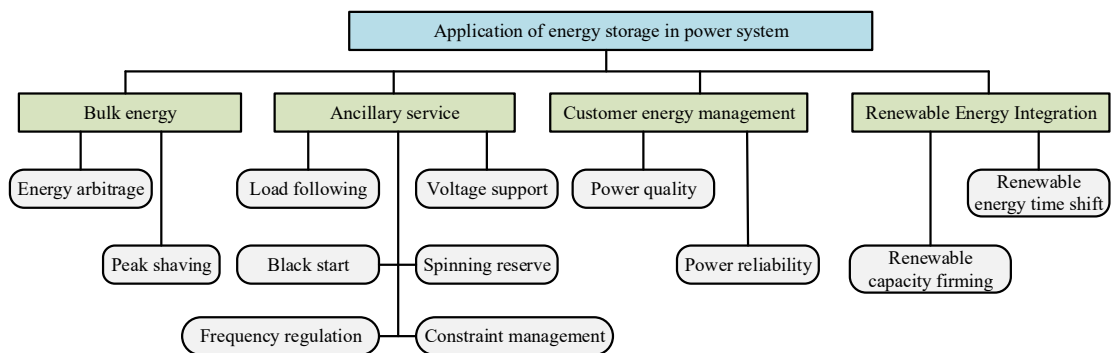 Application of energy storage in power system
Bulk energy
Ancillary service
Customer energy management
Renewable Energy Integration
Energy arbitrage
Load following
Voltage support
Power quality
Renewable
energy time shift
Peak shaving
Black start
Spinning reserve
Power reliability
Renewable
capacity firming
Frequency regulation
Constraint management